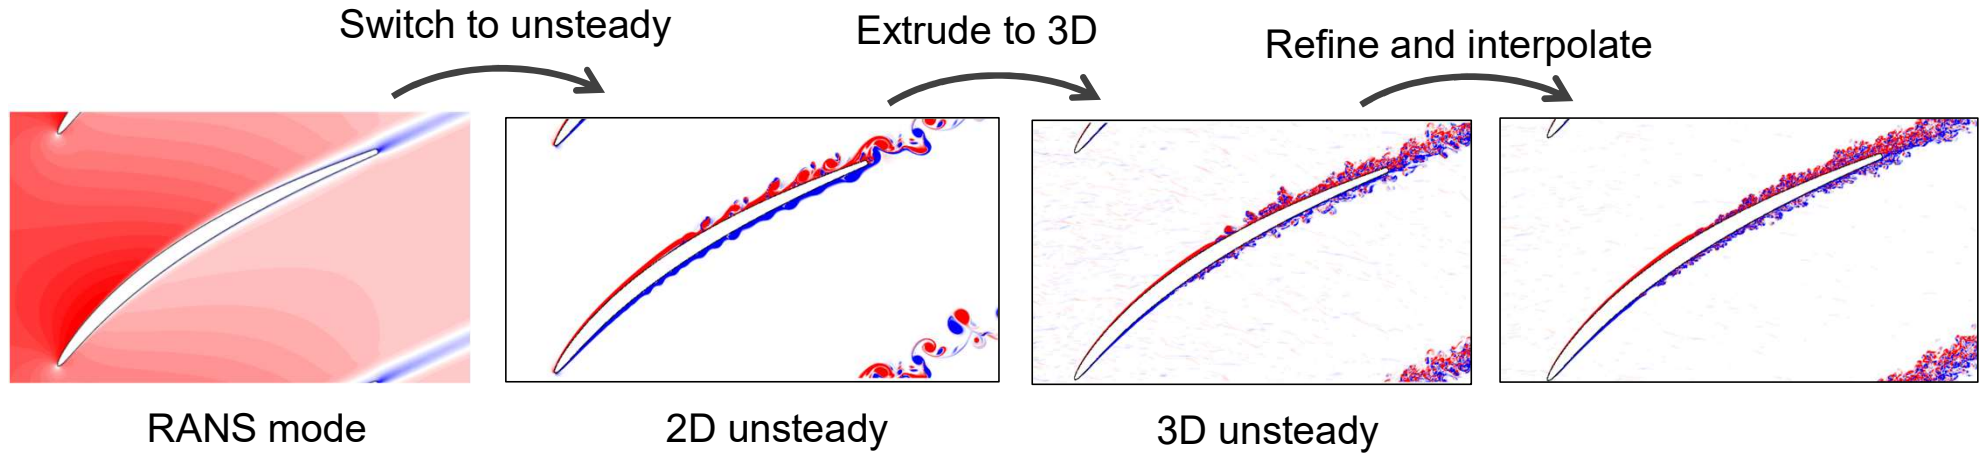 Switch to unsteady
Extrude to 3D
Refine and interpolate
RANS mode
2D unsteady
3D unsteady